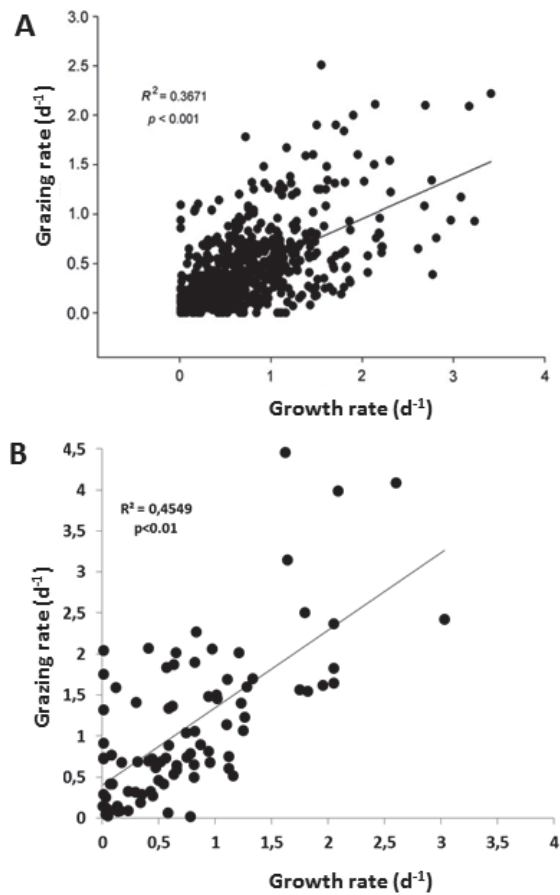 A
3.0
2.5
2.0
1.5
1.0
0.5
0.0
Grazing rate (d-1)
R² = 0.3671
p < 0.001
0 1 2 3 4
Growth rate (d-1)
B
4,5
4
3,5
3
2,5
2
1,5
1
0,5
0
Grazing rate (d-1)
R² = 0,4549
p<0.01
0 0,5 1 1,5 2 2,5 3 3,5 4
Growth rate (d-1)